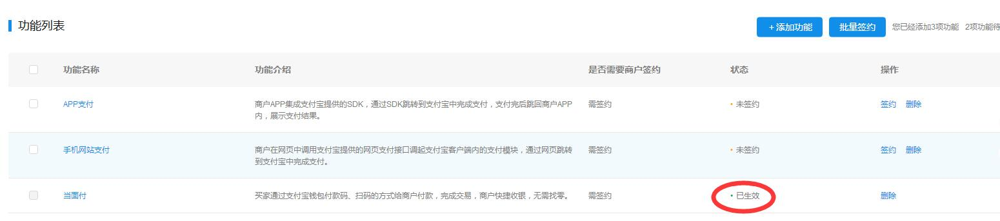 功能列表
+添加功能 批量签约 您已经添加3项功能 2项功能待
功能名称 功能介绍 是否需要商户签约 状态 操作
APP支付 商户APP集成支付宝提供的SDK，通过SDK跳转到支付宝中完成支付，支付完后跳回商户APP 需签约 未签约 签约 删除
内，展示支付结果。
手机网站支付 商户在网页中调用支付宝提供的网页支付接口调起支付宝客户端内的支付模块，通过网页跳转 需签约 未签约 签约 删除
到支付宝中完成支付。
当面付 买家通过支付宝钱包付款码、扫码的方式给商户付款，完成交易，商户快捷收银，无需找零。 需签约 已生效 删除